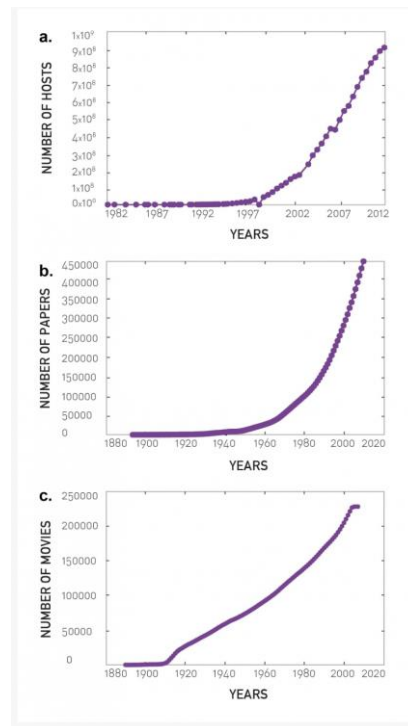 a.
NUMBER OF HOSTS
1x10⁹
9x10⁸
8x10⁸
7x10⁸
6x10⁸
5x10⁸
4x10⁸
3x10⁸
2x10⁸
1x10⁸
0x10⁰
1982 1987 1992 1997 2002 2007 2012
YEARS
b.
NUMBER OF PAPERS
450000
400000
350000
300000
250000
200000
150000
100000
50000
0
1880 1900 1920 1940 1960 1980 2000 2020
YEARS
c.
NUMBER OF MOVIES
250000
200000
150000
100000
50000
0
1880 1900 1920 1940 1960 1980 2000 2020
YEARS